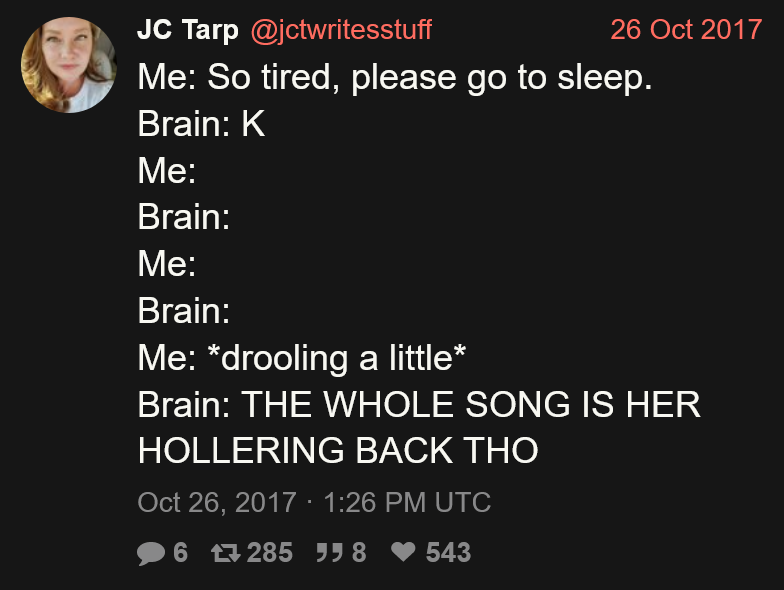 JC Tarp @jctwritesstuff 26 Oct 2017
Me: So tired, please go to sleep.
Brain: K
Me:
Brain:
Me:
Brain:
Me: *drooling a little*
Brain: THE WHOLE SONG IS HER
HOLLERING BACK THO
Oct 26, 2017 · 1:26 PM UTC
6 285 8 543